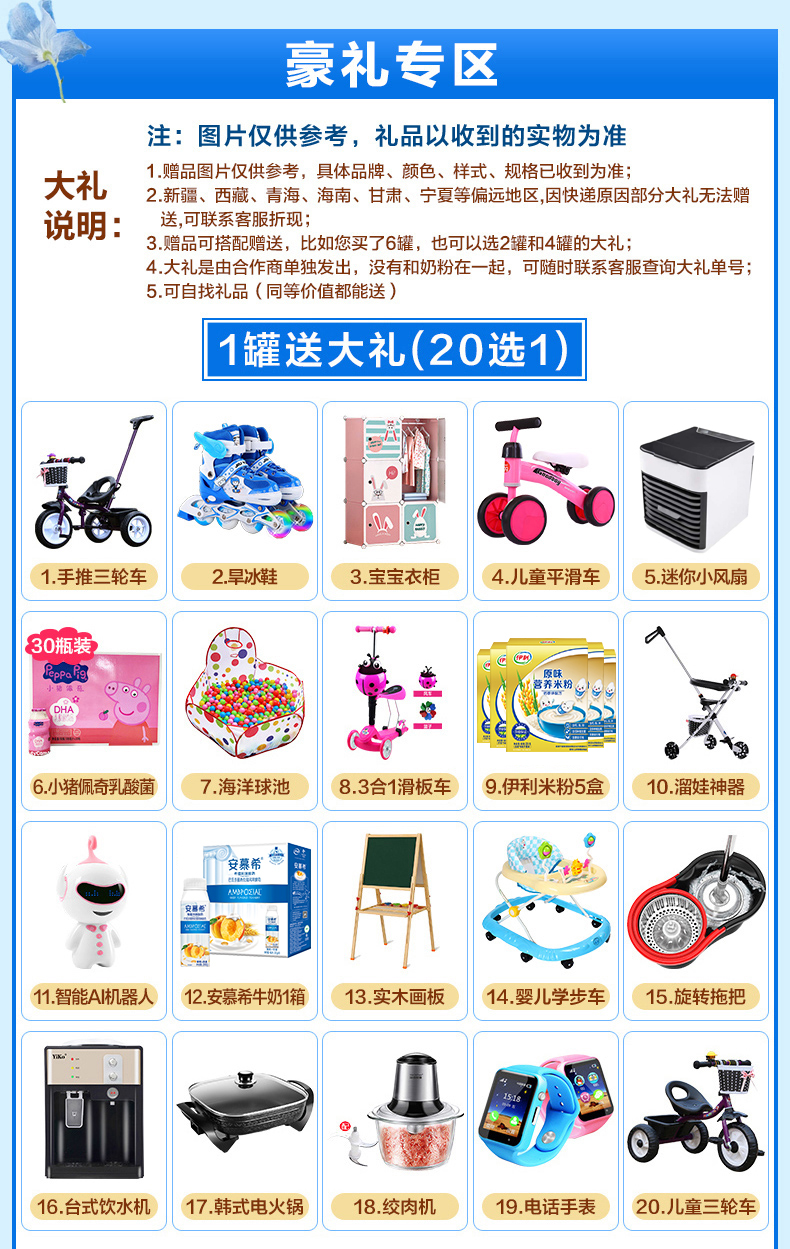 豪礼专区
注：图片仅供参考，礼品以收到的实物为准
大礼
说明：
1.赠品图片仅供参考，具体品牌、颜色、样式、规格已收到为准；
2.新疆、西藏、青海、海南、甘肃、宁夏等偏远地区,因快递原因部分大礼无法赠
送,可联系客服折现；
3.赠品可搭配赠送，比如您买了6罐，也可以选2罐和4罐的大礼；
4.大礼是由合作商单独发出，没有和奶粉在一起，可随时联系客服查询大礼单号；
5.可自找礼品（同等价值都能送）
1罐送大礼(20选1)
1.手推三轮车
2.旱冰鞋
3.宝宝衣柜
4.儿童平滑车
5.迷你小风扇
30瓶装
Peppa Pig
小猪佩奇
DHA
6.小猪佩奇乳酸菌
7.海洋球池
8.3合1滑板车
伊利
原味
营养米粉
9.伊利米粉5盒
10.溜娃神器
11.智能AI机器人
安慕希
AMBROSIAL
安慕希
12.安慕希牛奶1箱
13.实木画板
14.婴儿学步车
15.旋转拖把
YiKo
16.台式饮水机
17.韩式电火锅
配
18.绞肉机
15:18
19.电话手表
20.儿童三轮车